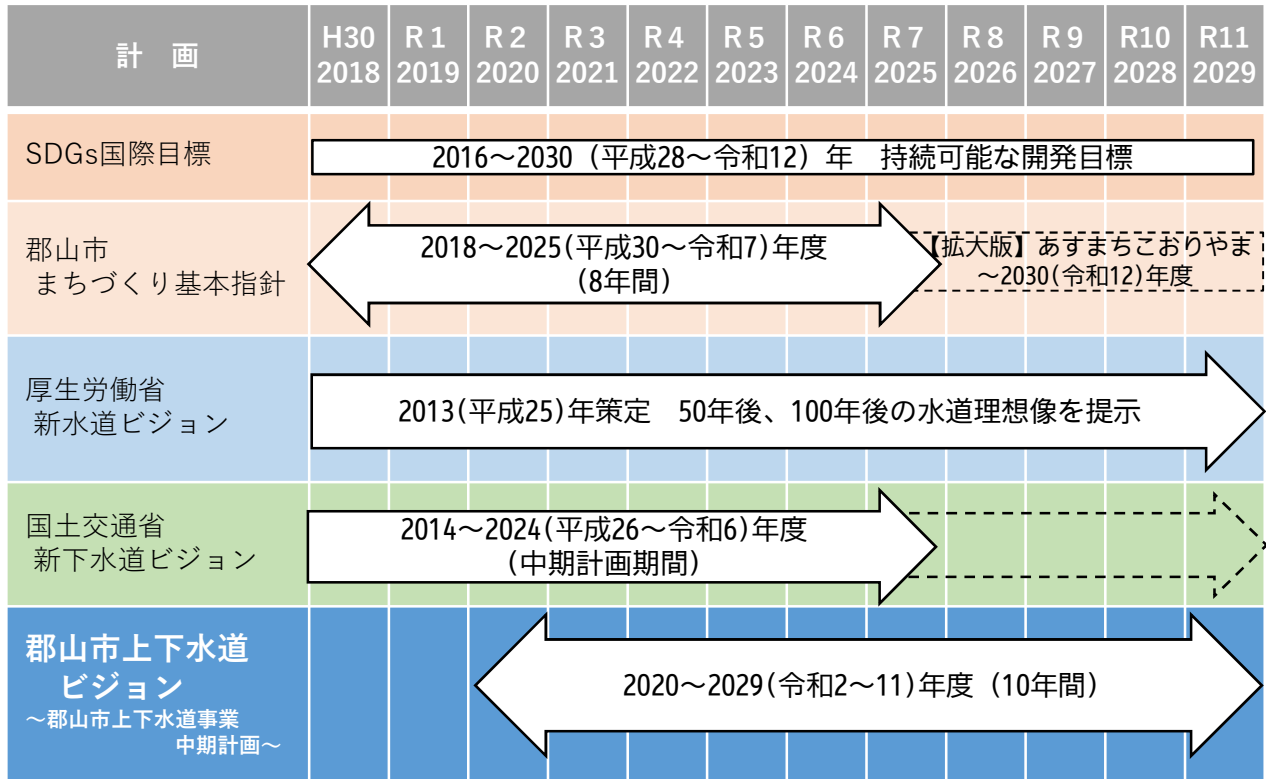 計　画
H30 R１ R２ R３ R４ R５ R６ R７ R８ R９ R10 R11
2018 2019 2020 2021 2022 2023 2024 2025 2026 2027 2028 2029
SDGs国際目標
2016～2030（平成28～令和12）年　持続可能な開発目標
郡山市
まちづくり基本指針
2018～2025(平成30～令和7)年度
(8年間)
【拡大版】あすまちこおりやま
～2030(令和12)年度
厚生労働省
新水道ビジョン
2013(平成25)年策定　50年後、100年後の水道理想像を提示
国土交通省
新下水道ビジョン
2014～2024(平成26～令和6)年度
（中期計画期間）
郡山市上下水道
ビジョン
～郡山市上下水道事業
中期計画～
2020～2029(令和2～11)年度（10年間）